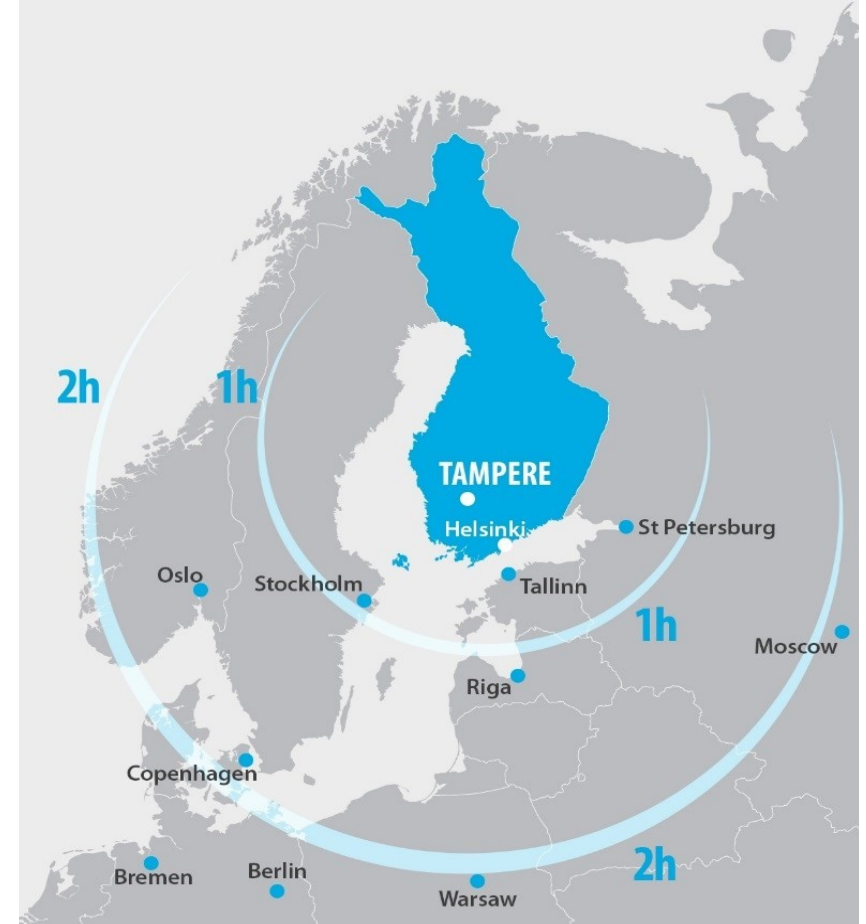 2h
1h
TAMPERE
Helsinki
St Petersburg
Oslo
Stockholm
Tallinn
1h
Moscow
Riga
Copenhagen
2h
Bremen
Berlin
Warsaw